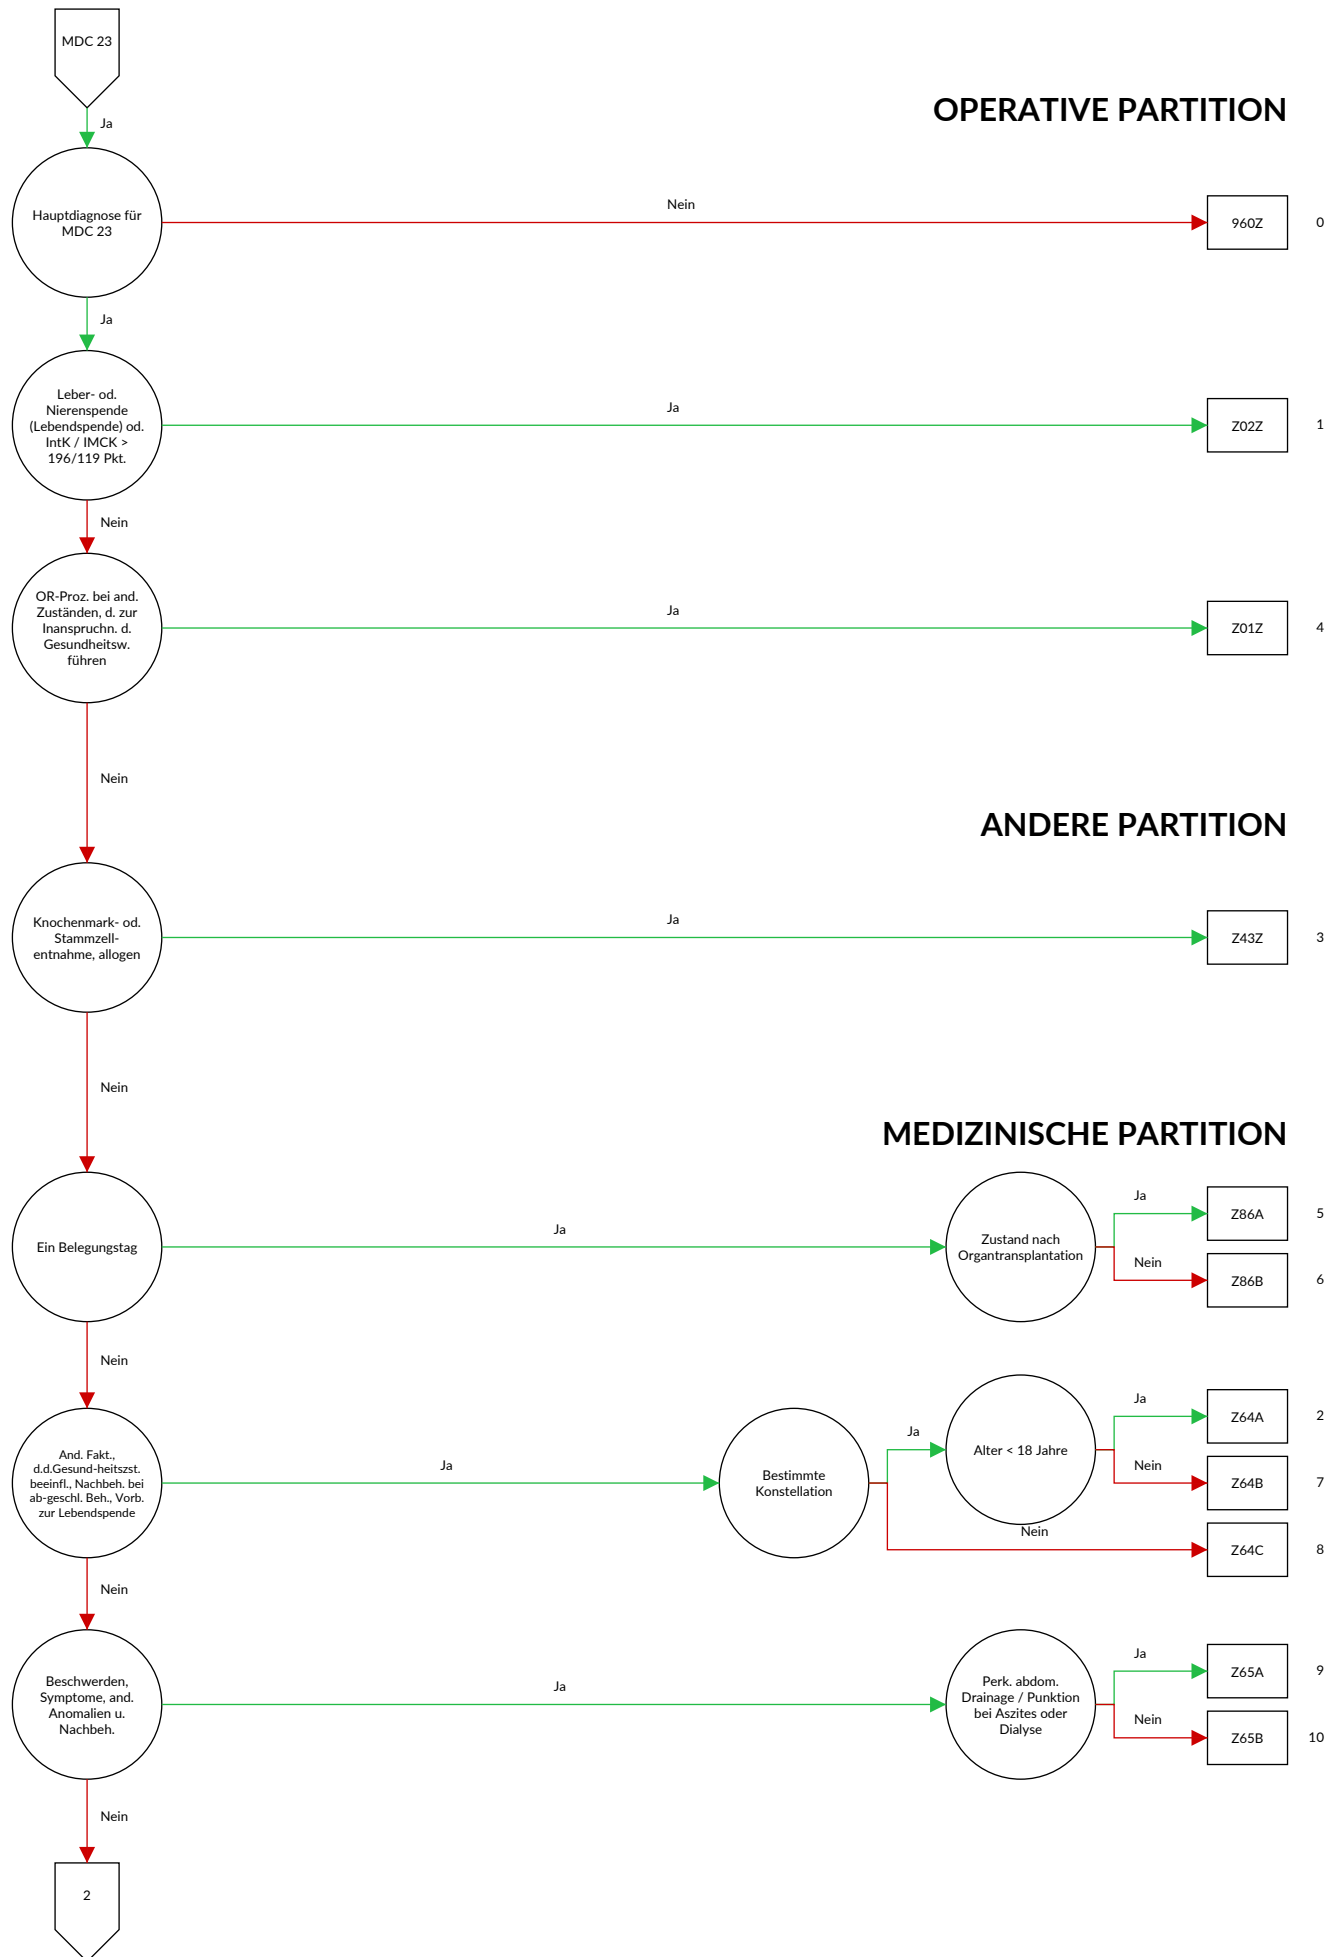 MDC 23
OPERATIVE PARTITION
Ja
Hauptdiagnose für
MDC 23
Nein
960Z
0
Ja
Leber- od.
Nierenspende
(Lebendspende) od.
IntK / IMCK >
196/119 Pkt.
Ja
Z02Z
1
Nein
OR-Proz. bei and.
Zuständen, d. zur
Inanspruchn. d.
Gesundheitsw.
führen
Ja
Z01Z
4
Nein
ANDERE PARTITION
Knochenmark- od.
Stammzell-
entnahme, allogen
Ja
Z43Z
3
Nein
MEDIZINISCHE PARTITION
Ein Belegungstag
Ja
Zustand nach
Organtransplantation
Ja
Z86A
5
Nein
Z86B
6
Nein
And. Fakt.,
d.d.Gesund-heitszst.
beeinfl., Nachbeh. bei
ab-geschl. Beh., Vorb.
zur Lebendspende
Ja
Bestimmte
Konstellation
Ja
Alter < 18 Jahre
Ja
Z64A
2
Nein
Z64B
7
Nein
Z64C
8
Nein
Beschwerden,
Symptome, and.
Anomalien u.
Nachbeh.
Ja
Perk. abdom.
Drainage / Punktion
bei Aszites oder
Dialyse
Ja
Z65A
9
Nein
Z65B
10
Nein
2